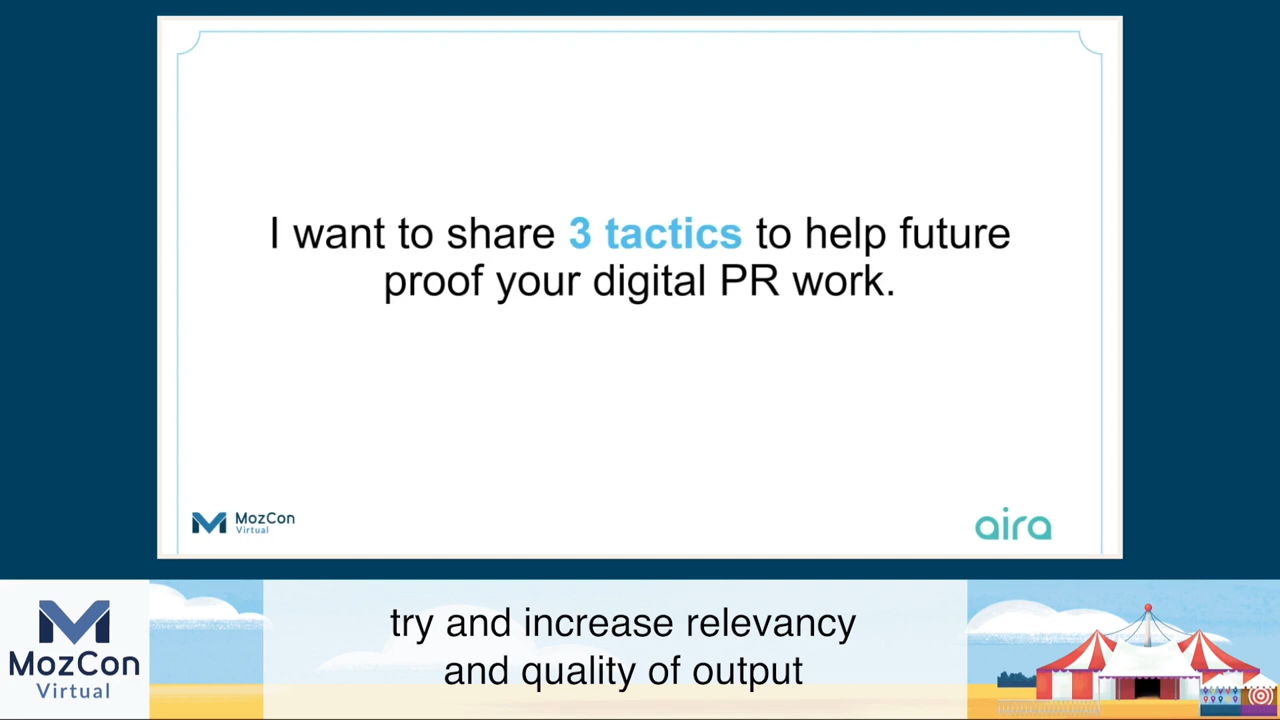 I want to share 3 tactics to help future
proof your digital PR work.
MozCon
Virtual
aira
try and increase relevancy
and quality of output
MozCon
Virtual